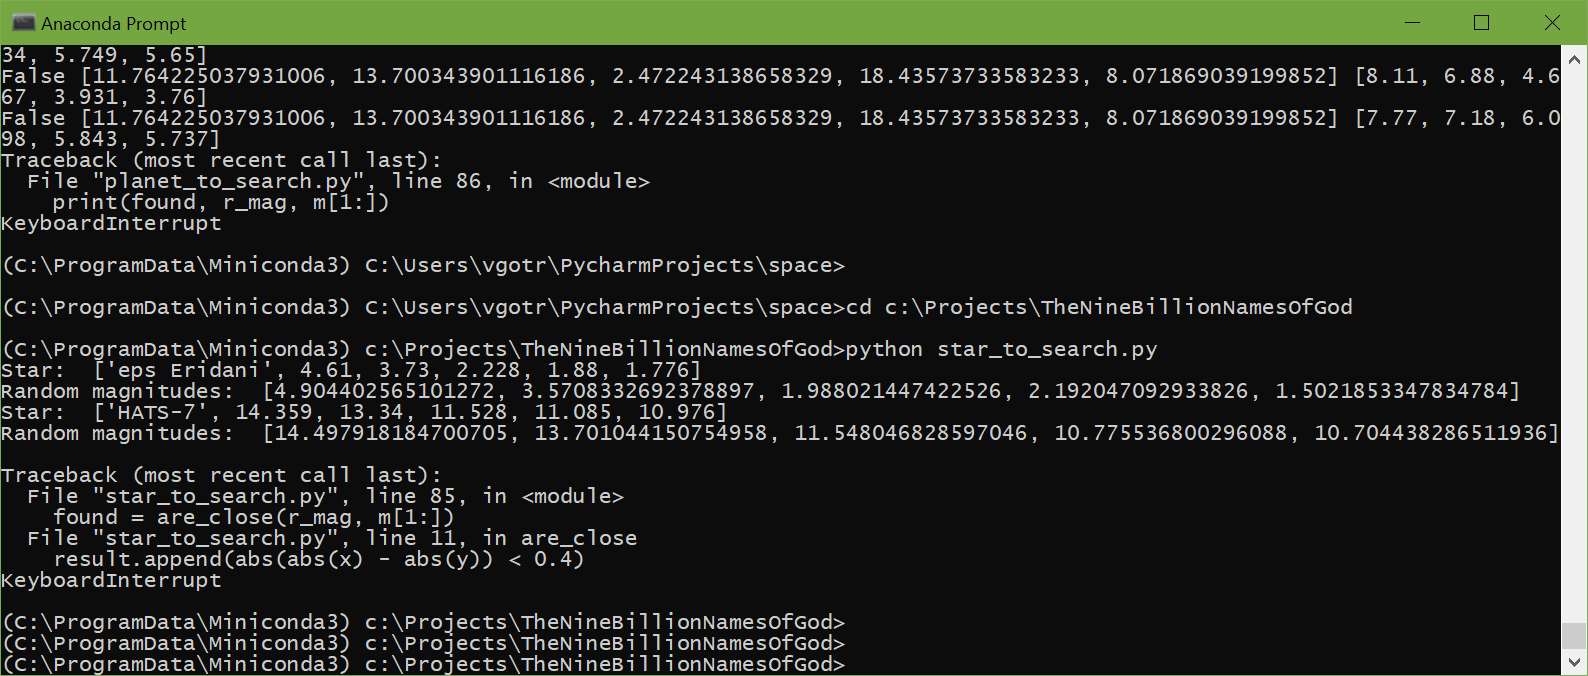 Anaconda Prompt
34, 5.749, 5.65]
False [11.764225037931006, 13.700343901116186, 2.472243138658329, 18.43573733583233, 8.071869039199852] [8.11, 6.88, 4.6
67, 3.931, 3.76]
False [11.764225037931006, 13.700343901116186, 2.472243138658329, 18.43573733583233, 8.071869039199852] [7.77, 7.18, 6.0
98, 5.843, 5.737]
Traceback (most recent call last):
  File "planet_to_search.py", line 86, in <module>
    print(found, r_mag, m[1:])
KeyboardInterrupt
(C:\ProgramData\Miniconda3) C:\Users\vgotr\PycharmProjects\space>
(C:\ProgramData\Miniconda3) C:\Users\vgotr\PycharmProjects\space>cd c:\Projects\TheNineBillionNamesOfGod
(C:\ProgramData\Miniconda3) c:\Projects\TheNineBillionNamesOfGod>python star_to_search.py
Star:  ['eps Eridani', 4.61, 3.73, 2.228, 1.88, 1.776]
Random magnitudes:  [4.904402565101272, 3.5708332692378897, 1.988021447422526, 2.192047092933826, 1.5021853347834784]
Star:  ['HATS-7', 14.359, 13.34, 11.528, 11.085, 10.976]
Random magnitudes:  [14.497918184700705, 13.701044150754958, 11.548046828597046, 10.775536800296088, 10.704438286511936]
Traceback (most recent call last):
  File "star_to_search.py", line 85, in <module>
    found = are_close(r_mag, m[1:])
  File "star_to_search.py", line 11, in are_close
    result.append(abs(abs(x) - abs(y)) < 0.4)
KeyboardInterrupt
(C:\ProgramData\Miniconda3) c:\Projects\TheNineBillionNamesOfGod>
(C:\ProgramData\Miniconda3) c:\Projects\TheNineBillionNamesOfGod>
(C:\ProgramData\Miniconda3) c:\Projects\TheNineBillionNamesOfGod>